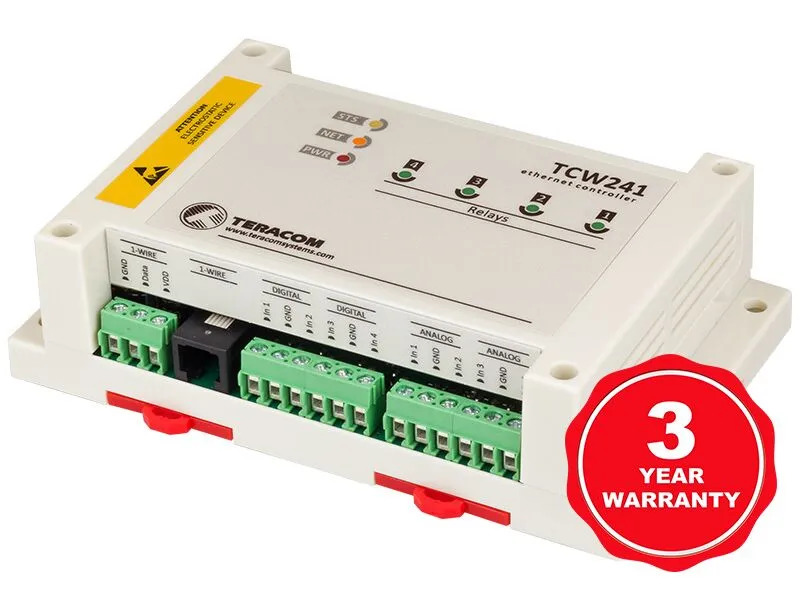 ATTENTION
ELECTROSTATIC
SENSITIVE DEVICE
STS
NET
PWR
4
3
2
1
Relays
TCW241
ethernet controller
TERACOM
www.teracomsystems.com
1-WIRE
GND
Data
VDD
1-WIRE
DIGITAL
In 1
GND
In 2
DIGITAL
In 3
GND
In 4
ANALOG
In 1
GND
In 2
ANALOG
In 3
GND
3
YEAR
WARRANTY